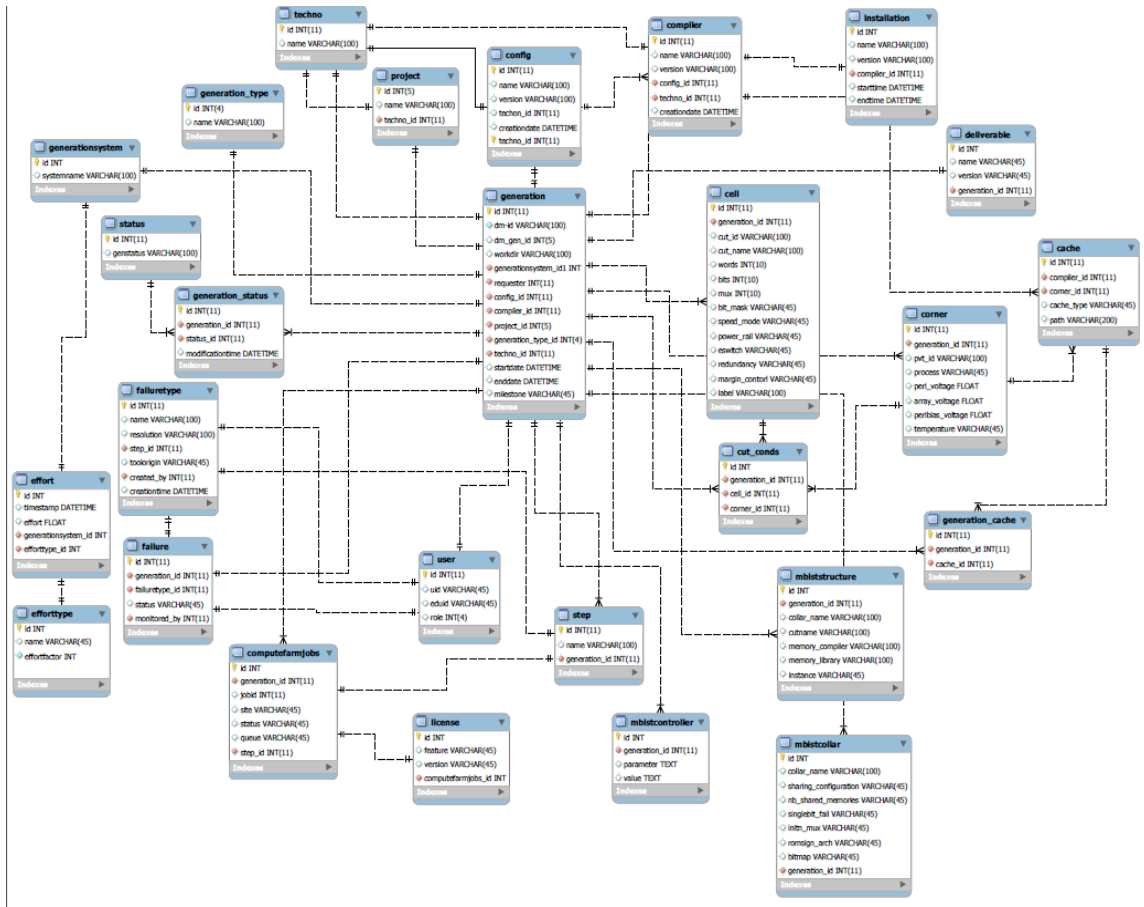 techno
id INT(11)
name VARCHAR(100)
Indexes
compiler
id INT(11)
name VARCHAR(100)
version VARCHAR(100)
config_id INT(11)
techno_id INT(11)
creationdate DATETIME
Indexes
installation
id INT
name VARCHAR(100)
version VARCHAR(100)
compiler_id INT(11)
starttime DATETIME
endtime DATETIME
Indexes
config
id INT(11)
name VARCHAR(100)
version VARCHAR(100)
techon_id INT(11)
creationdate DATETIME
techno_id INT(11)
Indexes
project
id INT(5)
name VARCHAR(100)
techno_id INT(11)
Indexes
generation_type
id INT(4)
name VARCHAR(100)
Indexes
deliverable
id INT
name VARCHAR(45)
version VARCHAR(45)
generation_id INT(11)
Indexes
generationsystem
id INT
systemname VARCHAR(100)
Indexes
generation
id INT(11)
dm-id VARCHAR(100)
dm_gen_id INT(5)
workdir VARCHAR(100)
generationsystem_id1 INT
requester INT(11)
config_id INT(11)
compiler_id INT(11)
project_id INT(5)
generation_type_id INT(4)
techno_id INT(11)
startdate DATETIME
enddate DATETIME
milestone VARCHAR(45)
Indexes
cell
id INT(11)
generation_id INT(11)
cut_id VARCHAR(100)
cut_name VARCHAR(100)
words INT(10)
bits INT(10)
mux INT(10)
bit_mask VARCHAR(45)
speed_mode VARCHAR(45)
power_rail VARCHAR(45)
eswitch VARCHAR(45)
redundancy VARCHAR(45)
margin_contorl VARCHAR(45)
label VARCHAR(100)
Indexes
status
id INT(11)
genstatus VARCHAR(100)
Indexes
cache
id INT(11)
compiler_id INT(11)
corner_id INT(11)
cache_type VARCHAR(45)
path VARCHAR(200)
Indexes
generation_status
id INT(11)
generation_id INT(11)
status_id INT(11)
modificationtime DATETIME
Indexes
corner
id INT(11)
generation_id INT(11)
pvt_id VARCHAR(100)
process VARCHAR(45)
peri_voltage FLOAT
array_voltage FLOAT
peribias_voltage FLOAT
temperature VARCHAR(45)
Indexes
failuretype
id INT(11)
name VARCHAR(100)
resolution VARCHAR(100)
step_id INT(11)
toolorigin VARCHAR(45)
created_by INT(11)
creationtime DATETIME
Indexes
cut_conds
id INT
generation_id INT(11)
cell_id INT(11)
corner_id INT(11)
Indexes
effort
id INT
timestamp DATETIME
effort FLOAT
generationsystem_id INT
efforttype_id INT
Indexes
generation_cache
id INT(11)
generation_id INT(11)
cache_id INT(11)
Indexes
failure
id INT(11)
generation_id INT(11)
failuretype_id INT(11)
status VARCHAR(45)
monitored_by INT(11)
Indexes
user
id INT(11)
uid VARCHAR(45)
eduid VARCHAR(45)
role INT(4)
Indexes
mbiststructure
id INT
generation_id INT(11)
collar_name VARCHAR(100)
cutname VARCHAR(100)
memory_compiler VARCHAR(100)
memory_library VARCHAR(100)
instance VARCHAR(45)
Indexes
efforttype
id INT
name VARCHAR(45)
effortfactor INT
Indexes
step
id INT(11)
name VARCHAR(100)
generation_id INT(11)
Indexes
computefarmjobs
id INT
generation_id INT(11)
jobid INT(11)
site VARCHAR(45)
status VARCHAR(45)
queue VARCHAR(45)
step_id INT(11)
Indexes
license
id INT
feature VARCHAR(45)
version VARCHAR(45)
computefarmjobs_id INT
Indexes
mbistcontroller
id INT
generation_id INT(11)
parameter TEXT
value TEXT
Indexes
mbistcollar
id INT
collar_name VARCHAR(100)
sharing_configuration VARCHAR(45)
nb_shared_memories VARCHAR(45)
singlebit_fail VARCHAR(45)
initn_mux VARCHAR(45)
romsign_arch VARCHAR(45)
bitmap VARCHAR(45)
generation_id INT(11)
Indexes